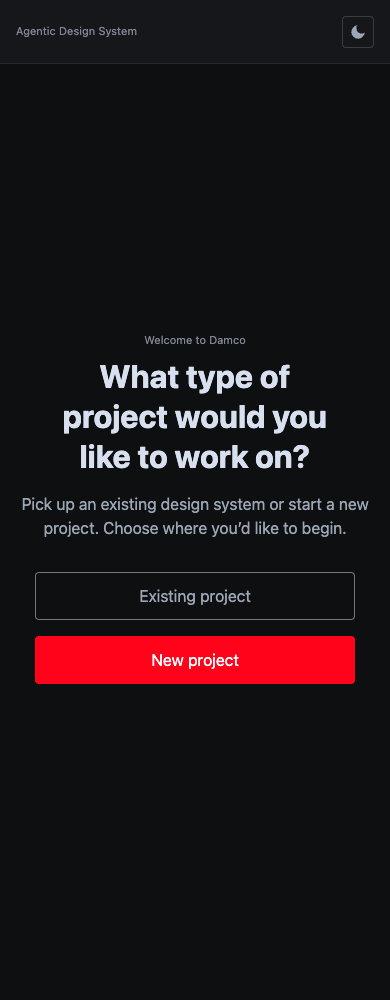 Agentic Design System
Welcome to Damco
What type of
project would you
like to work on?
Pick up an existing design system or start a new
project. Choose where you’d like to begin.
Existing project
New project